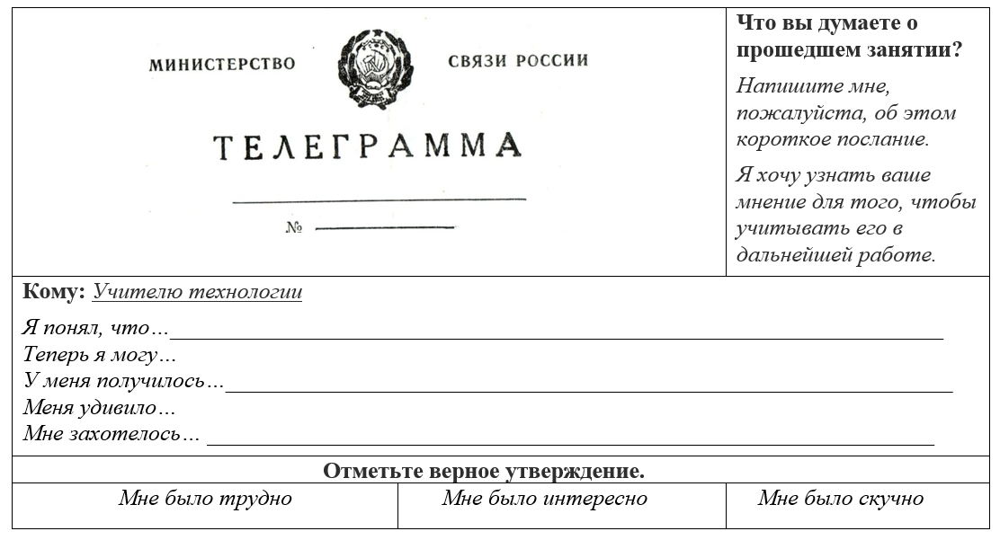 МИНИСТЕРСТВО СВЯЗИ РОССИИ
ТЕЛЕГРАММА
№
Что вы думаете о
прошедшем занятии?
Напишите мне,
пожалуйста, об этом
короткое послание.
Я хочу узнать ваше
мнение для того, чтобы
учитывать его в
дальнейшей работе.
Кому: Учителю технологии
Я понял, что…
Теперь я могу…
У меня получилось…
Меня удивило…
Мне захотелось…
Отметьте верное утверждение.
Мне было трудно
Мне было интересно
Мне было скучно